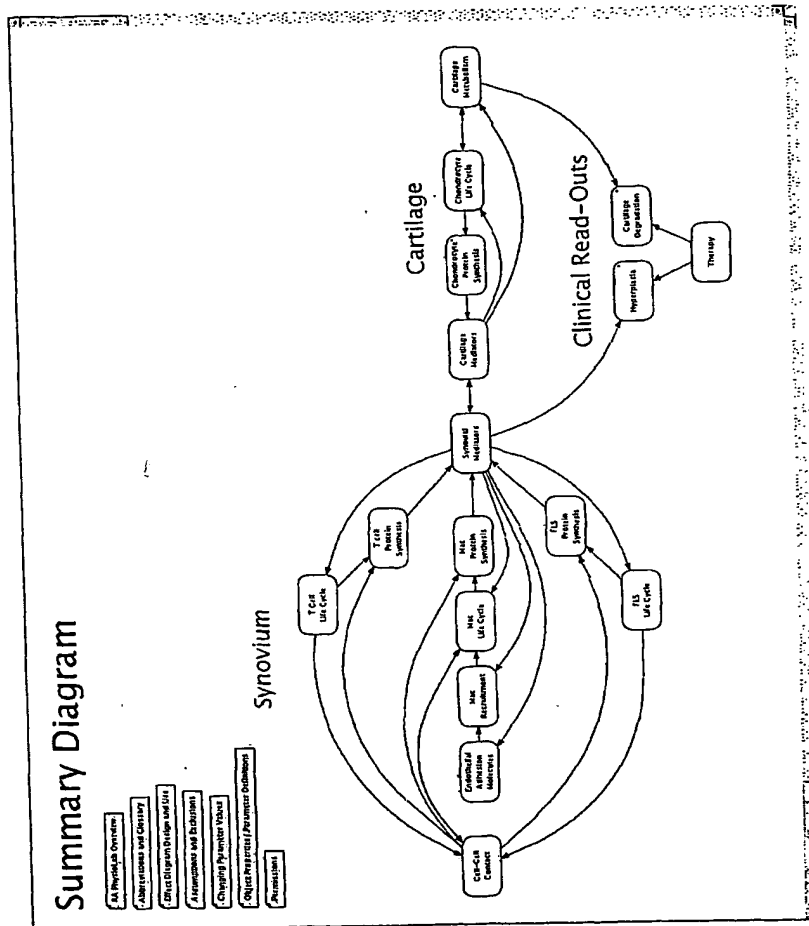 Summary Diagram
RA PhysioLab Overview
Abbreviations and Glossary
Effect Diagram Design and Use
Assumptions and Exclusions
Changing Parameter Values
Object Properties / Parameter Definitions
Permissions
Synovium
T Cell
Life Cycle
T Cell
Protein
Synthesis
Cell-Cell
Contact
Endothelial
Adhesion
Molecules
Mac
Recruitment
Mac
Life Cycle
Mac
Protein
Synthesis
Synovial
Mediators
FLS
Protein
Synthesis
FLS
Life Cycle
Cartilage
Cartilage
Mediators
Chondrocyte
Protein
Synthesis
Chondrocyte
Life Cycle
Cartilage
Metabolism
Clinical Read-Outs
Hyperplasia
Cartilage
Degradation
Therapy